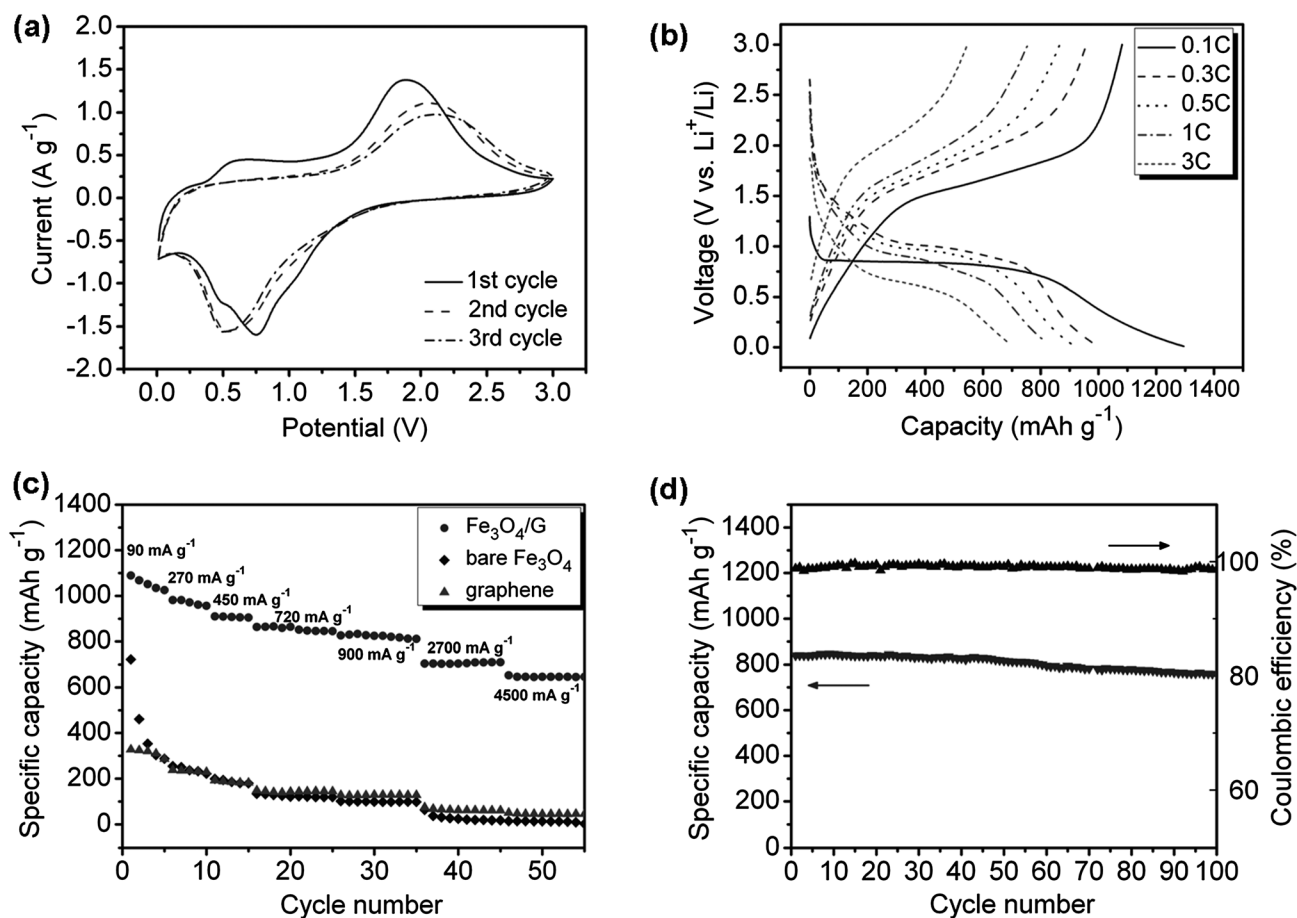 (a)
1.5
1.0
0.5
0.0
-0.5
-1.0
-1.5
-2.0
Current (A g⁻¹)
1st cycle
2nd cycle
3rd cycle
0.0 0.5 1.0 1.5 2.0 2.5 3.0
Potential (V)
(b)
3.0
2.5
2.0
1.5
1.0
0.5
0.0
Voltage (V vs. Li⁺/Li)
0.1C
0.3C
0.5C
1C
3C
0 200 400 600 800 1000 1200 1400
Capacity (mAh g⁻¹)
(c)
1400
1200
1000
800
600
400
200
0
Specific capacity (mAh g⁻¹)
Fe₃O₄/G
bare Fe₃O₄
graphene
90 mA g⁻¹
270 mA g⁻¹
450 mA g⁻¹
720 mA g⁻¹
900 mA g⁻¹
2700 mA g⁻¹
4500 mA g⁻¹
0 10 20 30 40 50
Cycle number
(d)
1400
1200
1000
800
600
400
200
0
Specific capacity (mAh g⁻¹)
100
80
60
Coulombic efficiency (%)
0 10 20 30 40 50 60 70 80 90 100
Cycle number